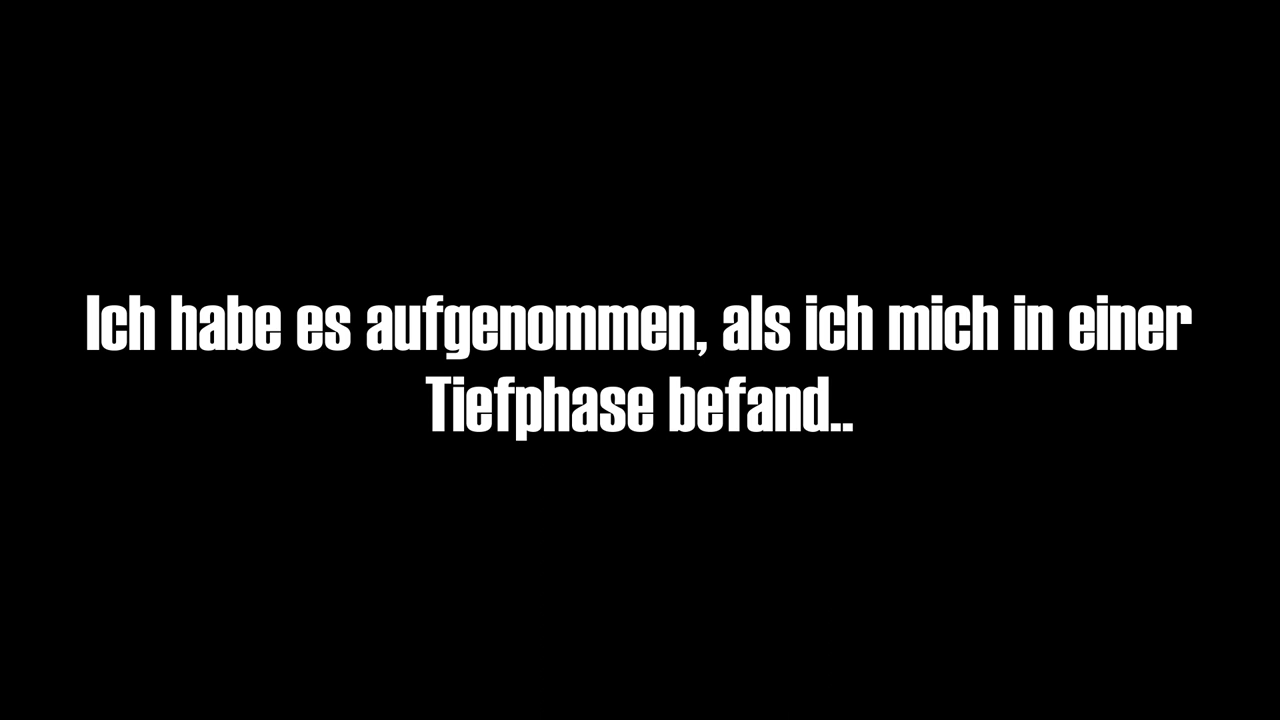 Ich habe es aufgenommen, als ich mich in einer
Tiefphase befand..